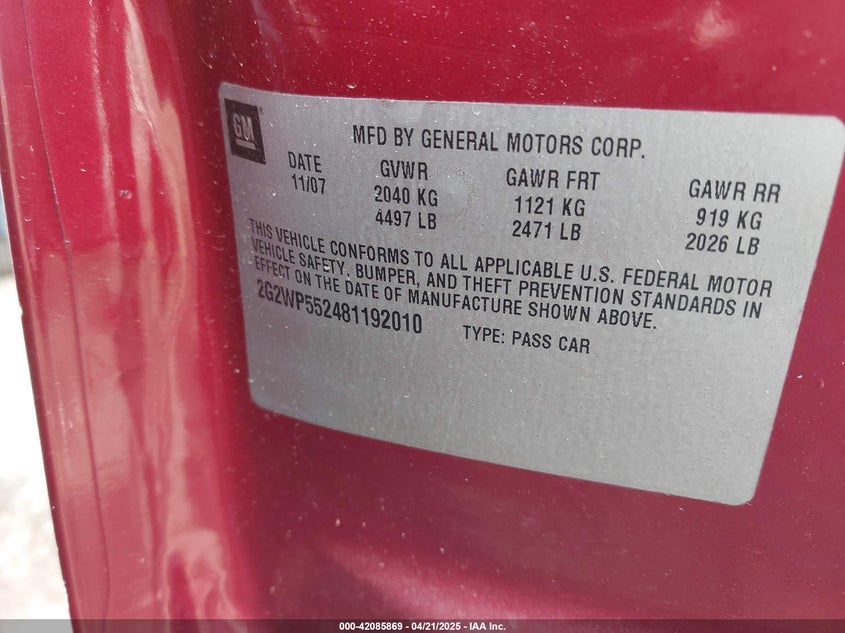 GM
MFD BY GENERAL MOTORS CORP.
DATE GVWR GAWR FRT GAWR RR
11/07 2040 KG 1121 KG 919 KG
4497 LB 2471 LB 2026 LB
THIS VEHICLE CONFORMS TO ALL APPLICABLE U.S. FEDERAL MOTOR
VEHICLE SAFETY, BUMPER, AND THEFT PREVENTION STANDARDS IN
EFFECT ON THE DATE OF MANUFACTURE SHOWN ABOVE.
2G2WP552481192010 TYPE: PASS CAR
000-42085869 - 04/21/2025 - IAA Inc.